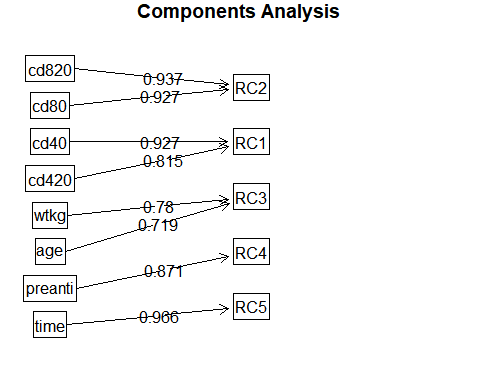 Components Analysis
cd820
0.937
RC2
cd80
0.927
cd40
0.927
RC1
cd420
0.815
wtkg
0.78
RC3
age
0.719
preanti
0.871
RC4
time
0.966
RC5